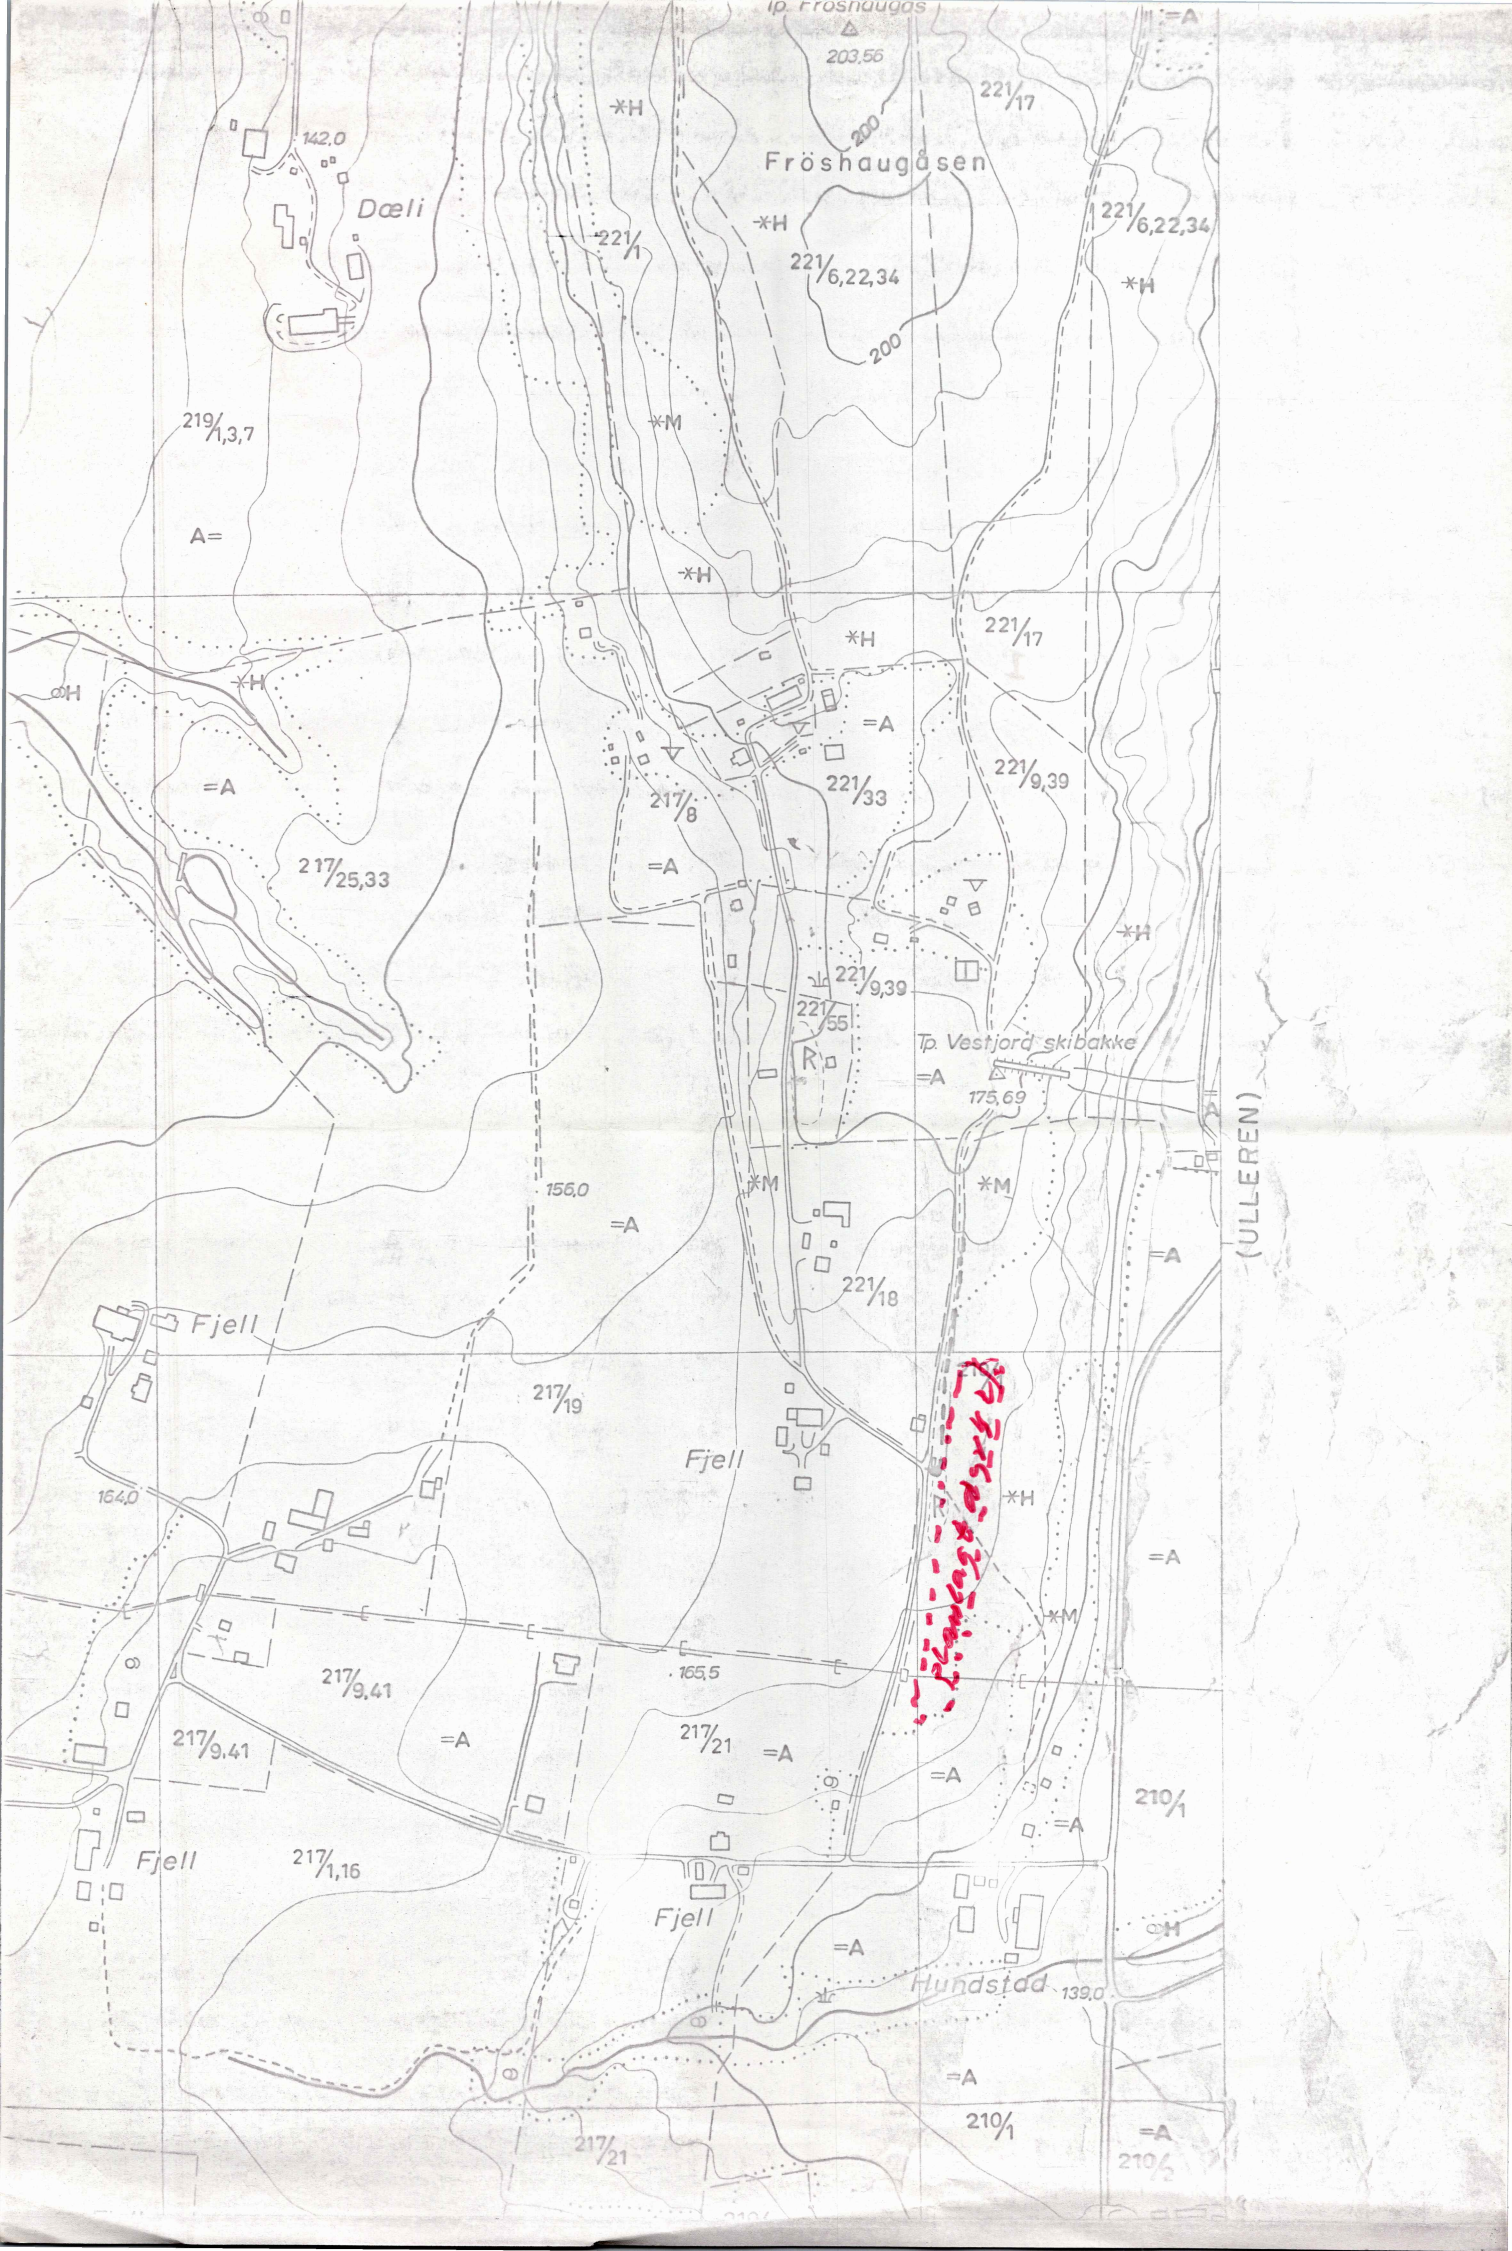 Tp. Fröshaugås
203,56
=A
221/17
✳H
200
142,0
Fröshaugåsen
Dæli
✳H
221/6,22,34
221/1
221/6,22,34
✳H
200
219/1,3,7
✳M
A=
✳H
221/17
✳H
H
✳H
=A
221/9,39
=A
221/33
217/8
=A
217/25,33
✳H
221/9,39
221/55
Tp. Vestjord skibakke
R
=A
175,69
=A
(ULLEREN)
✳M
✳M
156,0
=A
=A
221/18
Fjell
217/19
Fjell
164,0
✳H
R
=A
✳M
165,5
217/9,41
217/21
=A
217/9,41
=A
=A
210/1
=A
Fjell
217/1,16
Fjell
=A
H
Hundstad
139,0
=A
210/1
=A
217/21
210/2